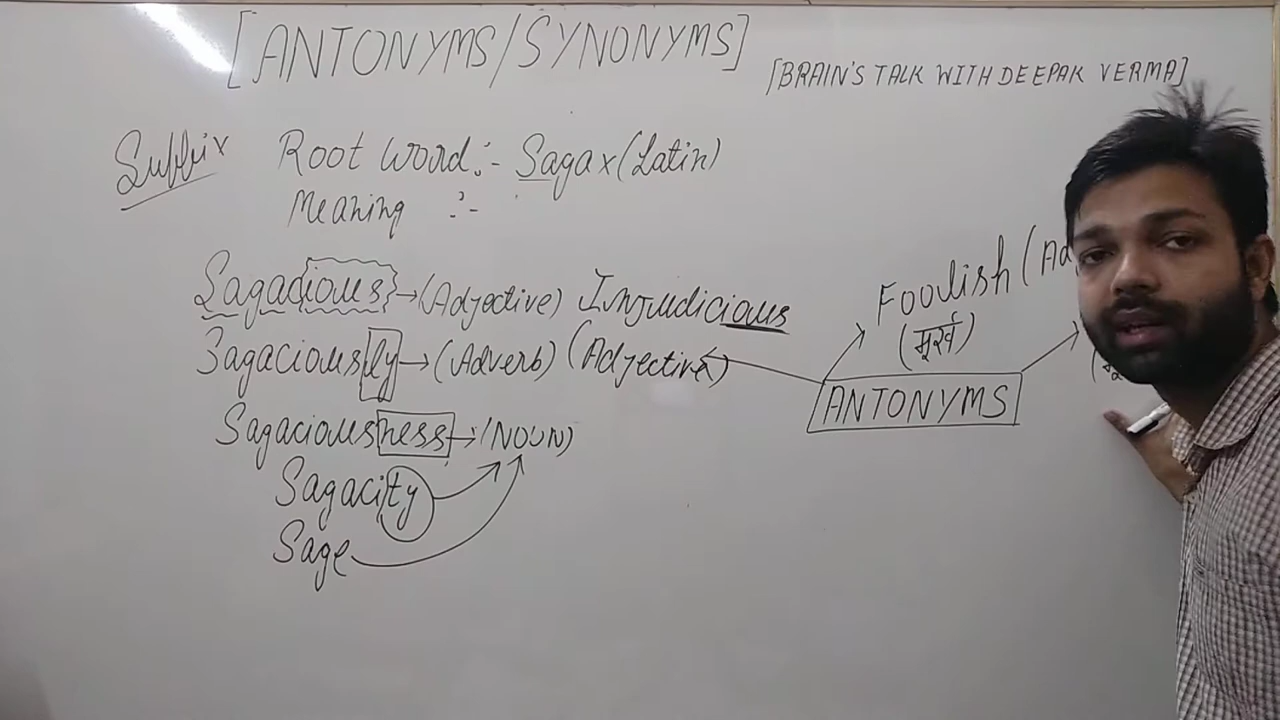 [ANTONYMS/SYNONYMS]
[BRAIN'S TALK WITH DEEPAK VERMA]
Suffix
Root Word:- Sagax (Latin)
Meaning :-
Sagacious → (Adjective) Injudicious
Sagaciously → (Adverb) (Adjective)
Sagaciousness → (NOUN)
Sagacity
Sage
Foolish (Ad
(मूर्ख)
ANTONYMS